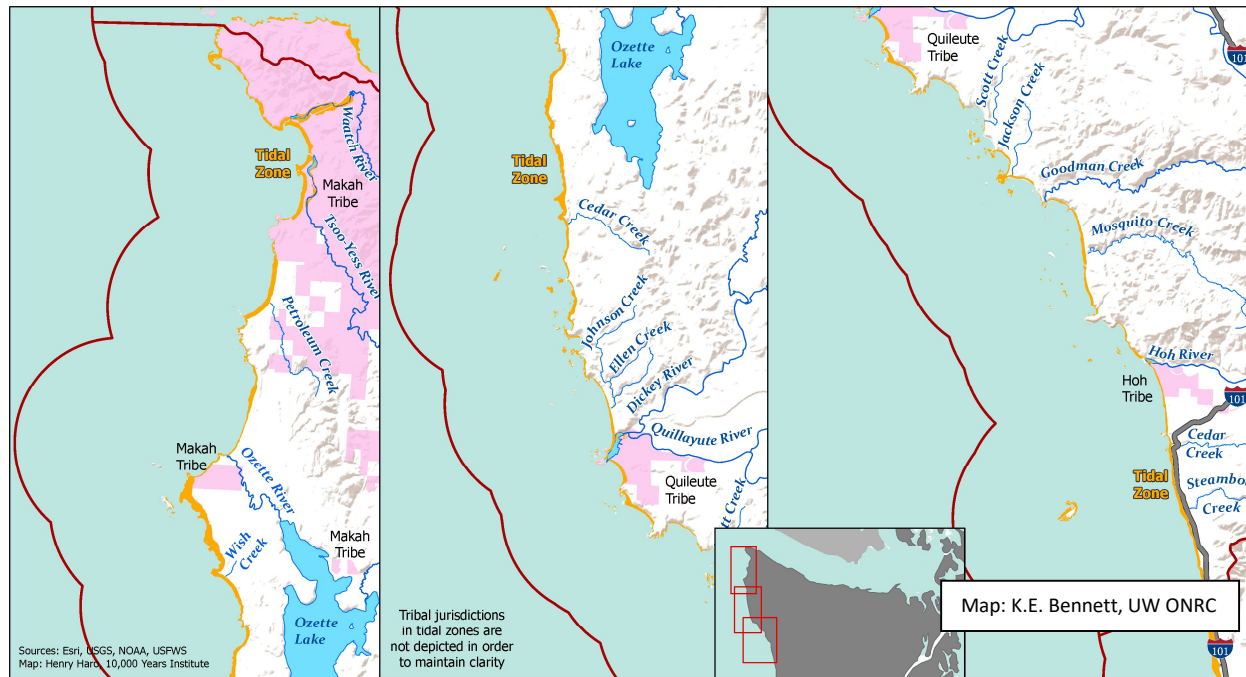 Waatch River
Tidal
Zone
Makah
Tribe
Tsoo-Yess River
Petroleum Creek
Makah
Tribe
Ozette River
Wish
Creek
Makah
Tribe
Ozette
Lake
Sources: Esri, USGS, NOAA, USFWS
Map: Henry Haro, 10,000 Years Institute
Ozette
Lake
Tidal
Zone
Cedar Creek
Johnson Creek
Ellen Creek
Dickey River
Quillayute River
Quileute
Tribe
tt Creek
Tribal jurisdictions
in tidal zones are
not depicted in order
to maintain clarity
Quileute
Tribe
Scott Creek
Jackson Creek
101
Goodman Creek
Mosquito Creek
Hoh River
Hoh
Tribe
101
Cedar
Creek
Tidal
Zone
Steambo
Creek
Map: K.E. Bennett, UW ONRC
101